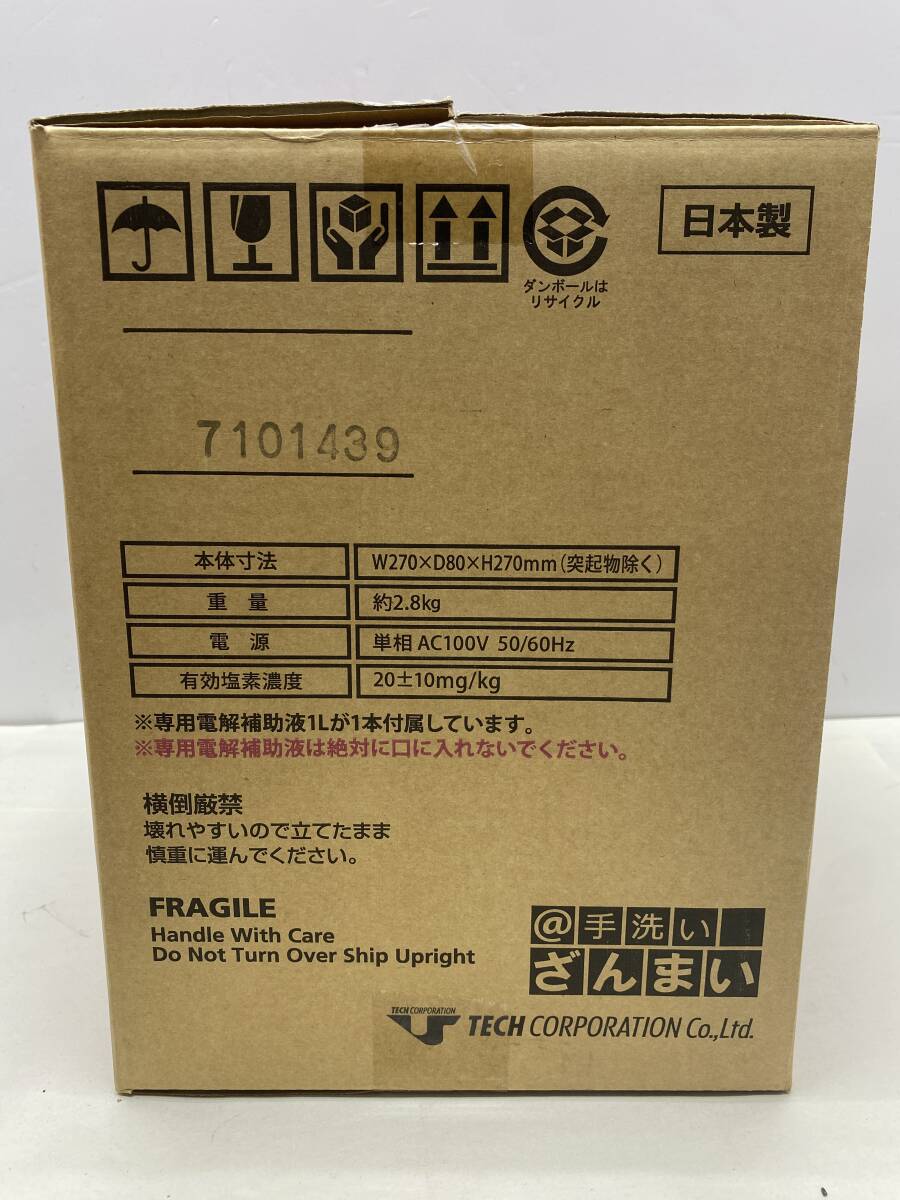 日本製
ダンボールは
リサイクル
7101439
本体寸法 W270×D80×H270mm（突起物除く）
重 量 約2.8kg
電 源 単相 AC100V 50/60Hz
有効塩素濃度 20±10mg/kg
※専用電解補助液1Lが1本付属しています。
※専用電解補助液は絶対に口に入れないでください。
横倒厳禁
壊れやすいので立てたまま
慎重に運んでください。
FRAGILE
Handle With Care
Do Not Turn Over Ship Upright
@手洗い
ざんまい
TECH CORPORATION
TECH CORPORATION Co.,Ltd.